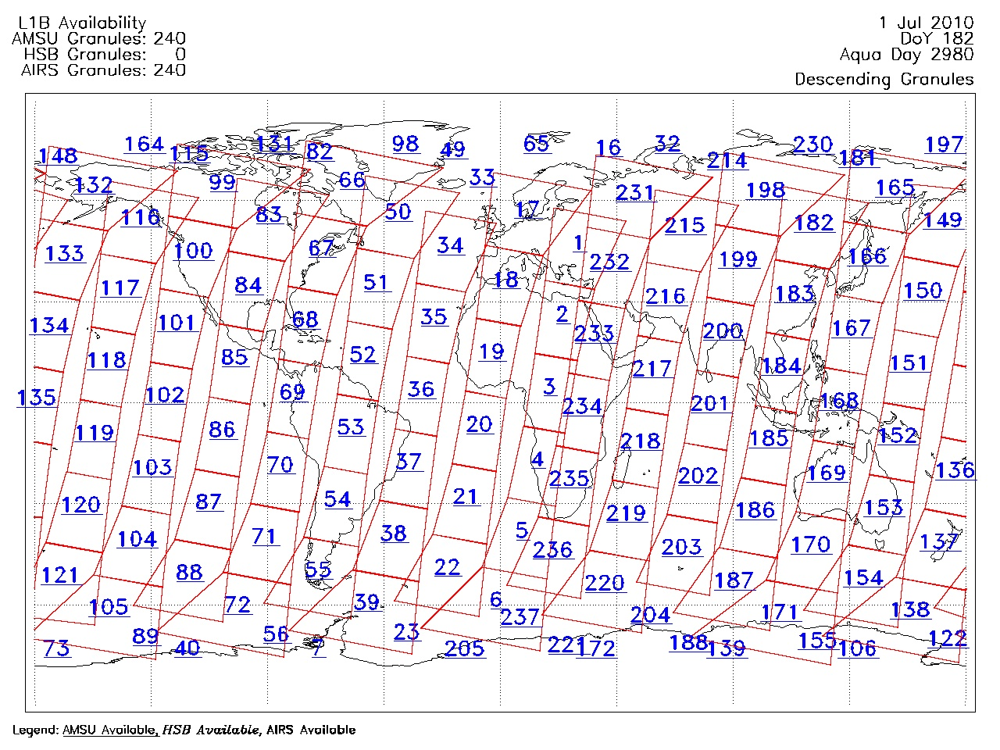 L1B Availability
AMSU Granules: 240
HSB Granules: 0
AIRS Granules: 240
1 Jul 2010
DoY 182
Aqua Day 2980
Descending Granules
148 164 115 131 82 98 49 65 16 32 214 230 181 197
132 99 66 33 231 198 165
116 83 50 17 215 182 149
133 100 67 34 1 232 199 166
117 84 51 18 216 183 150
134 101 68 35 2 233 200 167
118 85 52 19 217 184 151
135 102 69 36 3 234 201 168
119 86 53 20 218 185 152
103 70 37 4 235 202 169 136
120 87 54 21 219 186 153
104 71 38 5 236 203 170 137
121 88 55 22 220 187 154
105 72 39 6 237 204 171 138
73 89 40 56 7 23 205 221 172 188 139 155 106 122
Legend: AMSU Available, HSB Available, AIRS Available